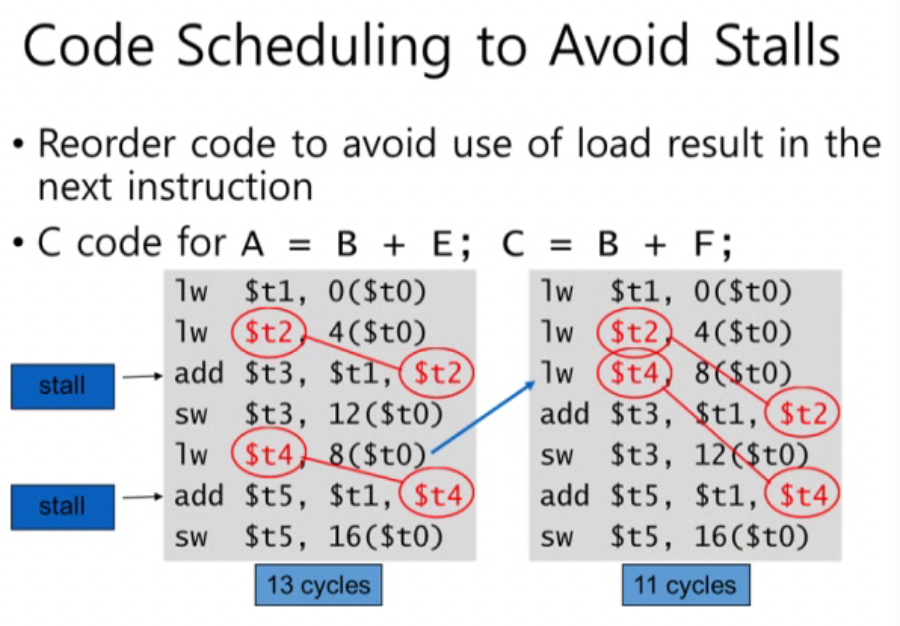 Code Scheduling to Avoid Stalls
• Reorder code to avoid use of load result in the
next instruction
• C code for A = B + E; C = B + F;
lw $t1, 0($t0)
lw $t2, 4($t0)
stall
add $t3, $t1, $t2
sw $t3, 12($t0)
lw $t4, 8($t0)
stall
add $t5, $t1, $t4
sw $t5, 16($t0)
13 cycles
lw $t1, 0($t0)
lw $t2, 4($t0)
lw $t4, 8($t0)
add $t3, $t1, $t2
sw $t3, 12($t0)
add $t5, $t1, $t4
sw $t5, 16($t0)
11 cycles